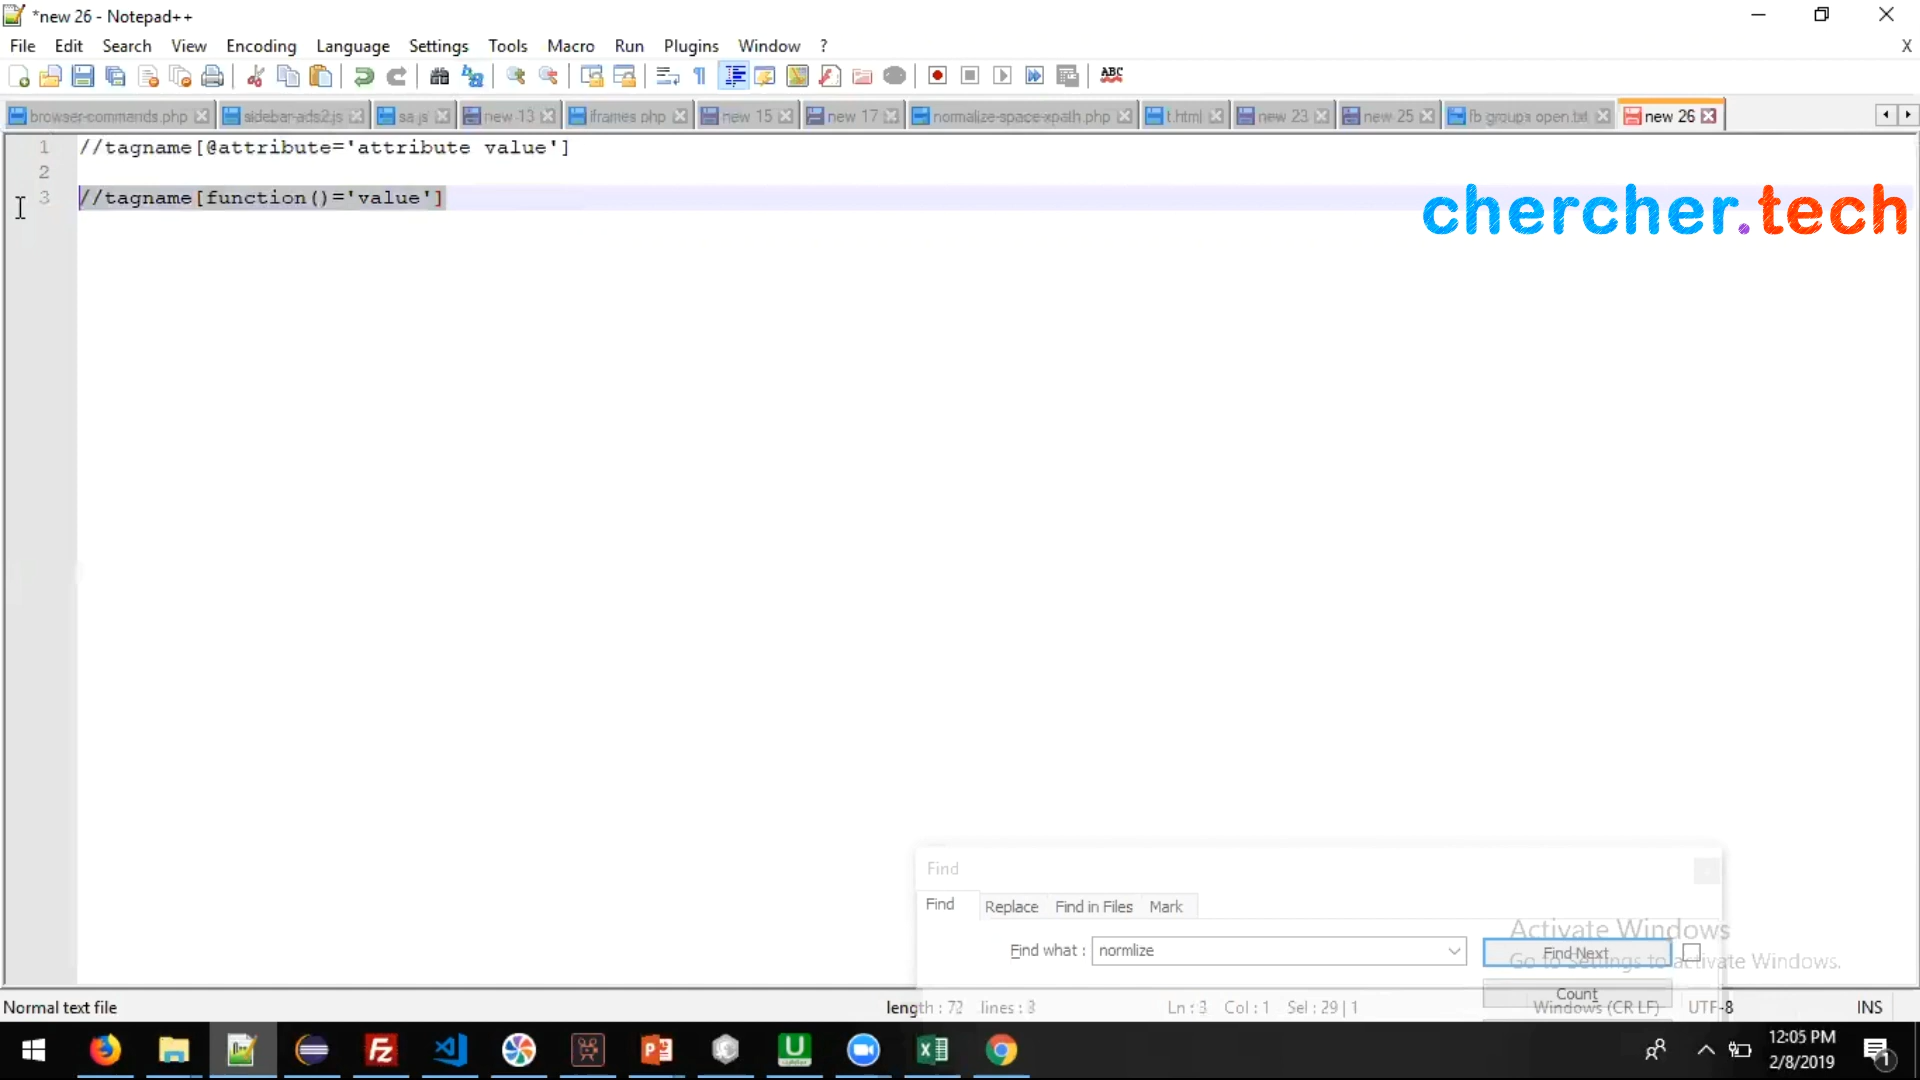 *new 26 - Notepad++
File Edit Search View Encoding Language Settings Tools Macro Run Plugins Window ? X
ABC
browser-commands.php sidebar-ads2.js sa.js new 13 iframes php new 15 new 17 normalize-space-xpath.php t.html new 23 new 25 fb groups open.txt new 26
1 //tagname[@attribute='attribute value']
2
3 //tagname[function()='value']
chercher.tech
Find
Find Replace Find in Files Mark
Activate Windows
Find what : normlize Find Next
Go to Settings to activate Windows.
Count
Normal text file length : 72 lines : 3 Ln : 3 Col : 1 Sel : 29 | 1 Windows (CR LF) UTF-8 INS
12:05 PM
2/8/2019
1